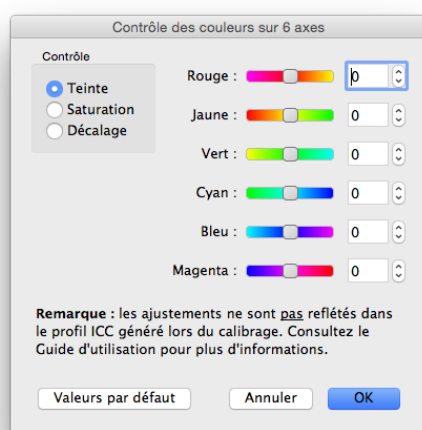 Contrôle des couleurs sur 6 axes
Contrôle
Teinte
Saturation
Décalage
Rouge : 0
Jaune : 0
Vert : 0
Cyan : 0
Bleu : 0
Magenta : 0
Remarque : les ajustements ne sont pas reflétés dans
le profil ICC généré lors du calibrage. Consultez le
Guide d'utilisation pour plus d'informations.
Valeurs par défaut Annuler OK